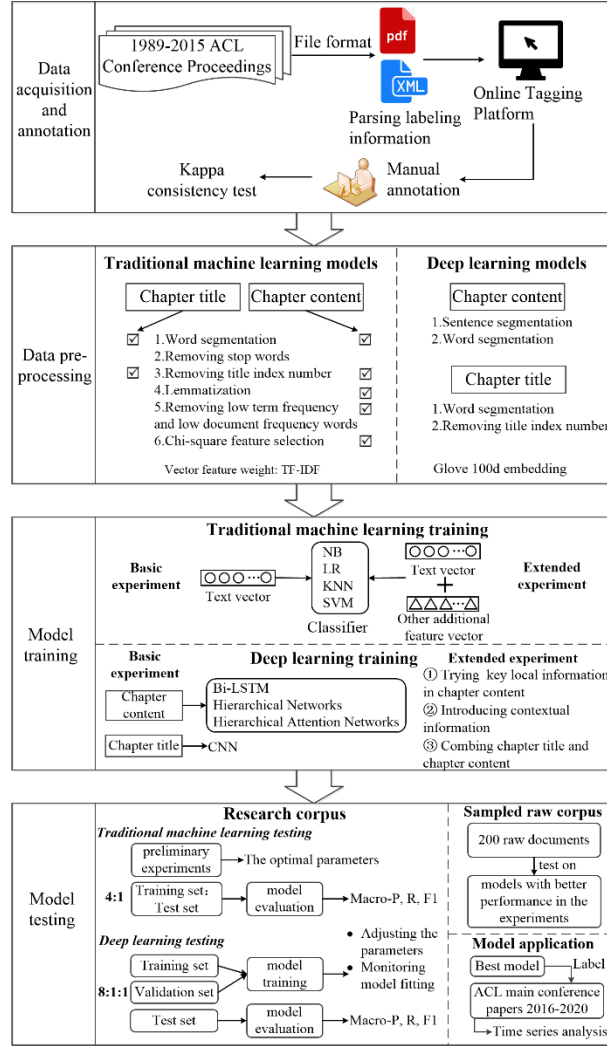 Data
acquisition
and
annotation
1989-2015 ACL
Conference Proceedings
File format
pdf
XML
Parsing labeling
information
Online Tagging
Platform
Manual
annotation
Kappa
consistency test
Data pre-
processing
Traditional machine learning models
Chapter title
Chapter content
1.Word segmentation
2.Removing stop words
3.Removing title index number
4.Lemmatization
5.Removing low term frequency
and low document frequency words
6.Chi-square feature selection
Vector feature weight: TF-IDF
Deep learning models
Chapter content
1.Sentence segmentation
2.Word segmentation
Chapter title
1.Word segmentation
2.Removing title index number
Glove 100d embedding
Model
training
Traditional machine learning training
Basic
experiment
Text vector
NB
LR
KNN
SVM
Classifier
Text vector
Other additional
feature vector
Extended
experiment
Basic
experiment
Deep learning training
Chapter
content
Bi-LSTM
Hierarchical Networks
Hierarchical Attention Networks
Chapter title
CNN
Extended experiment
① Trying key local information
in chapter content
② Introducing contextual
information
③ Combing chapter title and
chapter content
Model
testing
Research corpus
Traditional machine learning testing
preliminary
experiments
The optimal parameters
4:1
Training set:
Test set
model
evaluation
Macro-P, R, F1
Deep learning testing
8:1:1
Training set
Validation set
model
training
• Adjusting the
parameters
• Monitoring
model fitting
Test set
model
evaluation
Macro-P, R, F1
Sampled raw corpus
200 raw documents
test on
models with better
performance in the
experiments
Model application
Best model
Label
ACL main conference
papers 2016-2020
Time series analysis